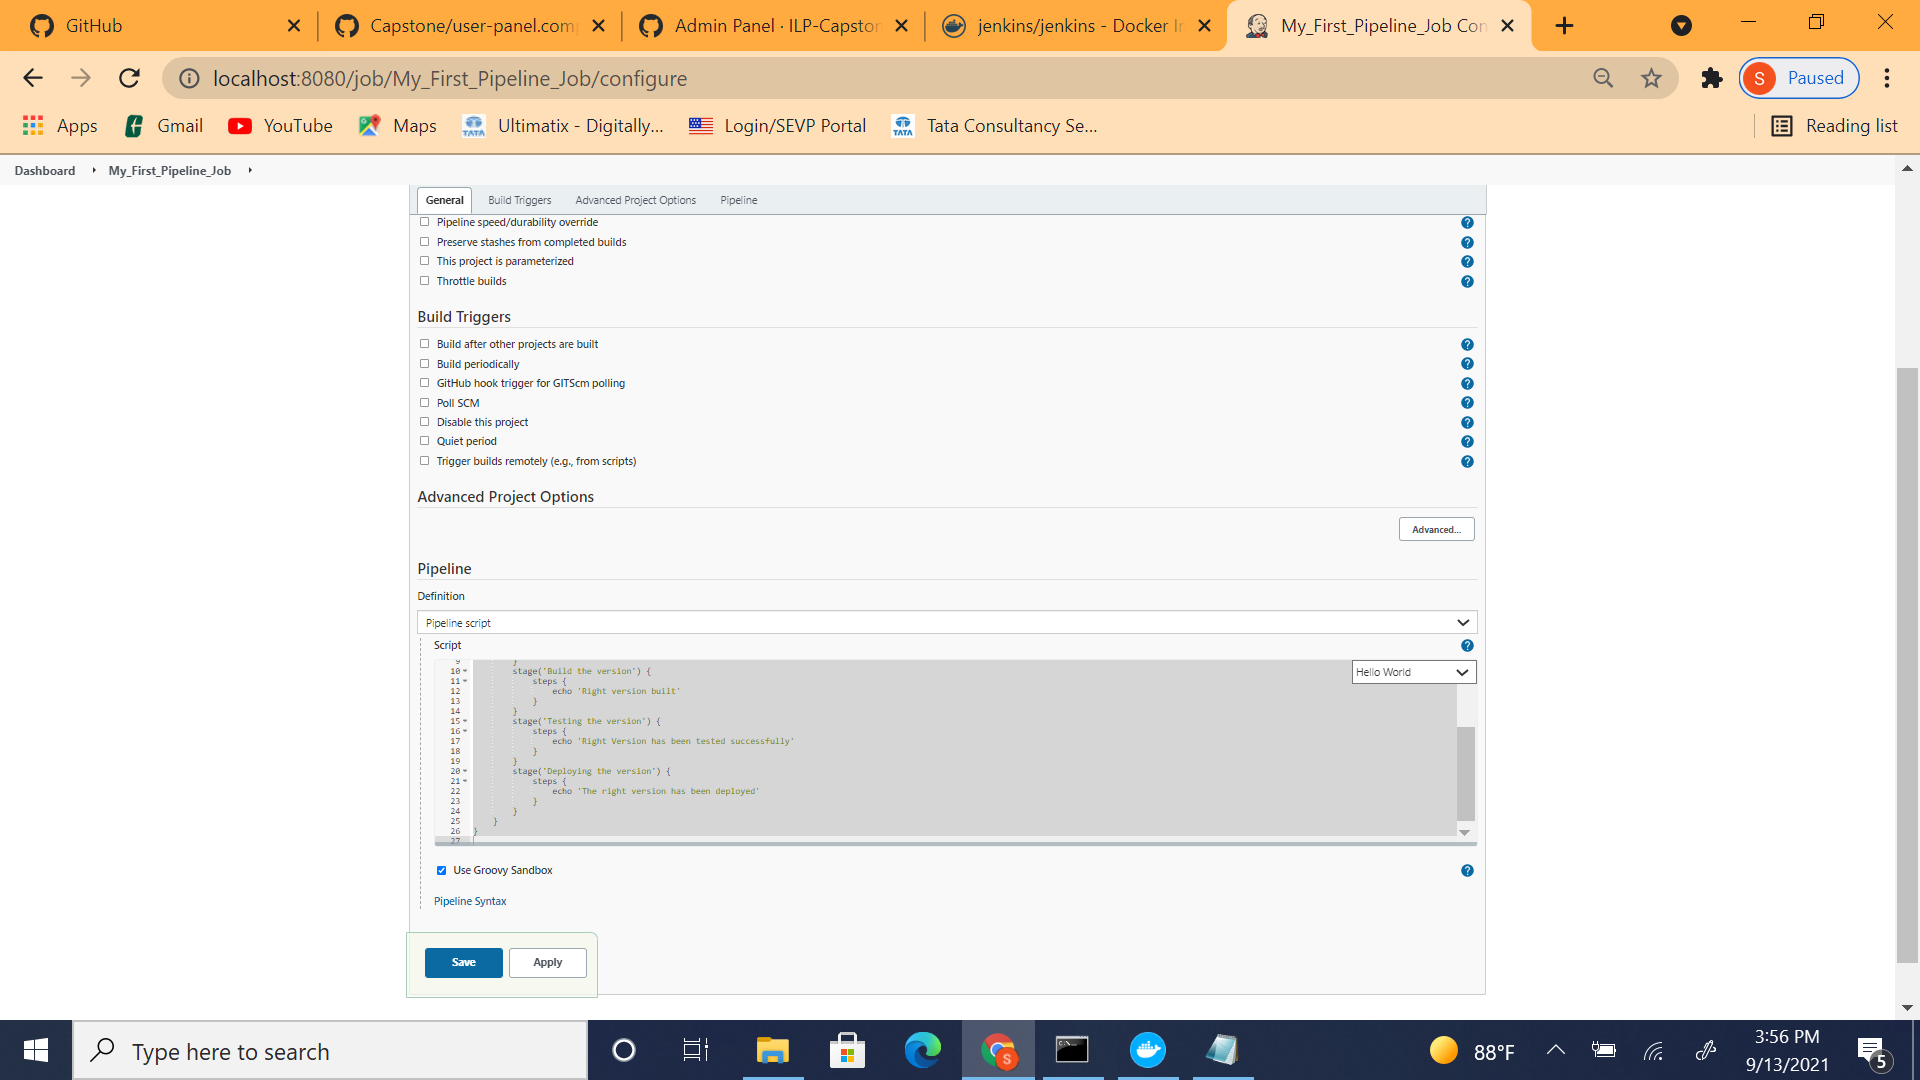 GitHub
Capstone/user-panel.comp
Admin Panel · ILP-Capston
jenkins/jenkins - Docker Im
My_First_Pipeline_Job Con
localhost:8080/job/My_First_Pipeline_Job/configure
S Paused
Apps
Gmail
YouTube
Maps
TATA Ultimatix - Digitally...
Login/SEVP Portal
TATA Tata Consultancy Se...
Reading list
Dashboard
My_First_Pipeline_Job
General
Build Triggers
Advanced Project Options
Pipeline
Pipeline speed/durability override
Preserve stashes from completed builds
This project is parameterized
Throttle builds
Build Triggers
Build after other projects are built
Build periodically
GitHub hook trigger for GITScm polling
Poll SCM
Disable this project
Quiet period
Trigger builds remotely (e.g., from scripts)
Advanced Project Options
Advanced...
Pipeline
Definition
Pipeline script
Script
Hello World
9 }
10 stage('Build the version') {
11 steps {
12 echo 'Right version built'
13 }
14 }
15 stage('Testing the version') {
16 steps {
17 echo 'Right Version has been tested successfully'
18 }
19 }
20 stage('Deploying the version') {
21 steps {
22 echo 'The right version has been deployed'
23 }
24 }
25 }
26 }
27
Use Groovy Sandbox
Pipeline Syntax
Save
Apply
Type here to search
S
88°F
3:56 PM
9/13/2021
5